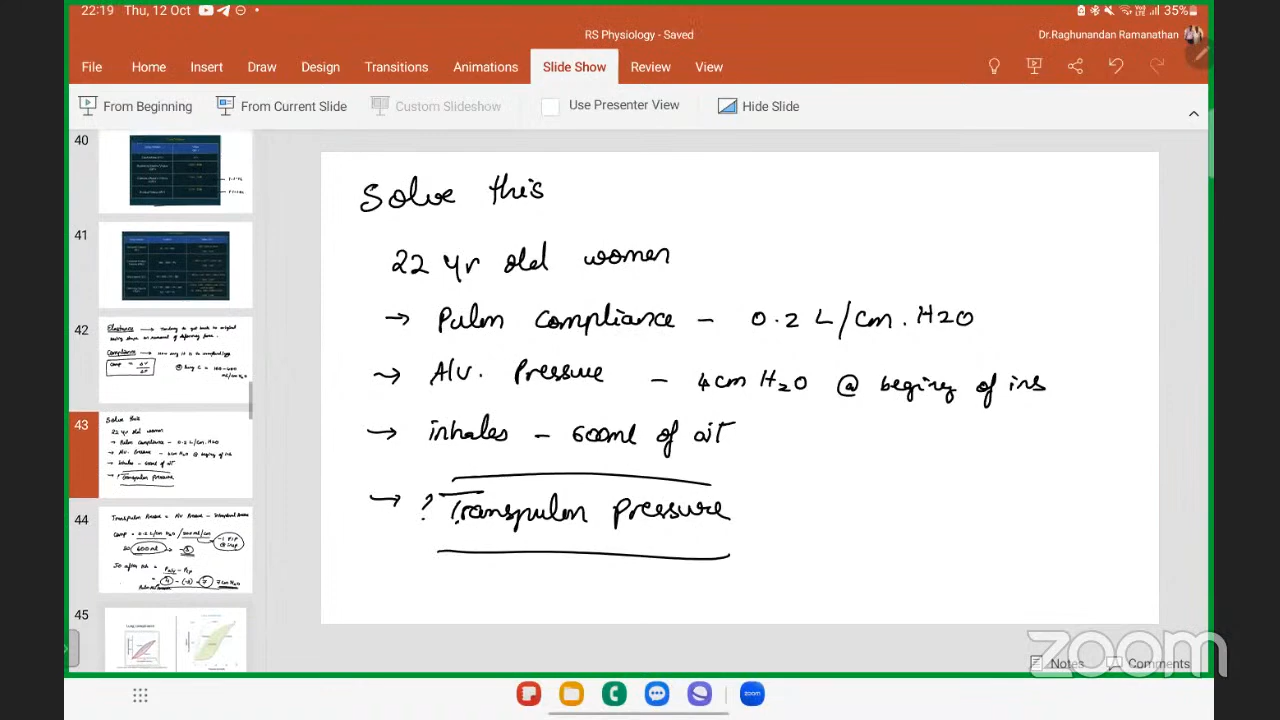 22:19 Thu, 12 Oct
35%
RS Physiology - Saved
Dr.Raghunandan Ramanathan
File Home Insert Draw Design Transitions Animations Slide Show Review View
From Beginning From Current Slide Custom Slideshow Use Presenter View Hide Slide
40
41
42
43
44
45
Solve this
22 yr old women
→ Pulm compliance – 0.2 L/cm.H2O
→ Alv. Pressure – 4cm H2O @ beging of ins
→ inhales – 600ml of air
→ ? Transpulm pressure
Notes Comments
zoom
zoom